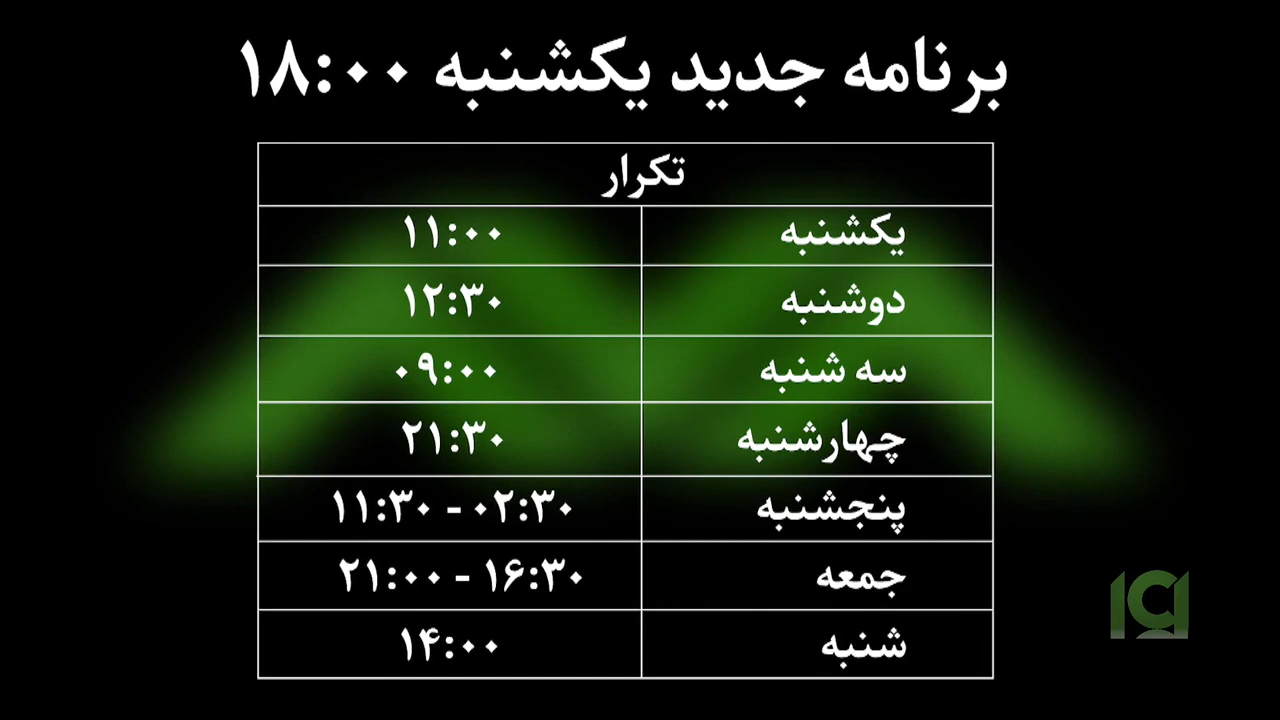 برنامه جدید یکشنبه ۱۸:۰۰
تکرار
یکشنبه ۱۱:۰۰
دوشنبه ۱۲:۳۰
سه شنبه ۰۹:۰۰
چهارشنبه ۲۱:۳۰
پنجشنبه ۰۲:۳۰ - ۱۱:۳۰
جمعه ۱۶:۳۰ - ۲۱:۰۰
شنبه ۱۴:۰۰